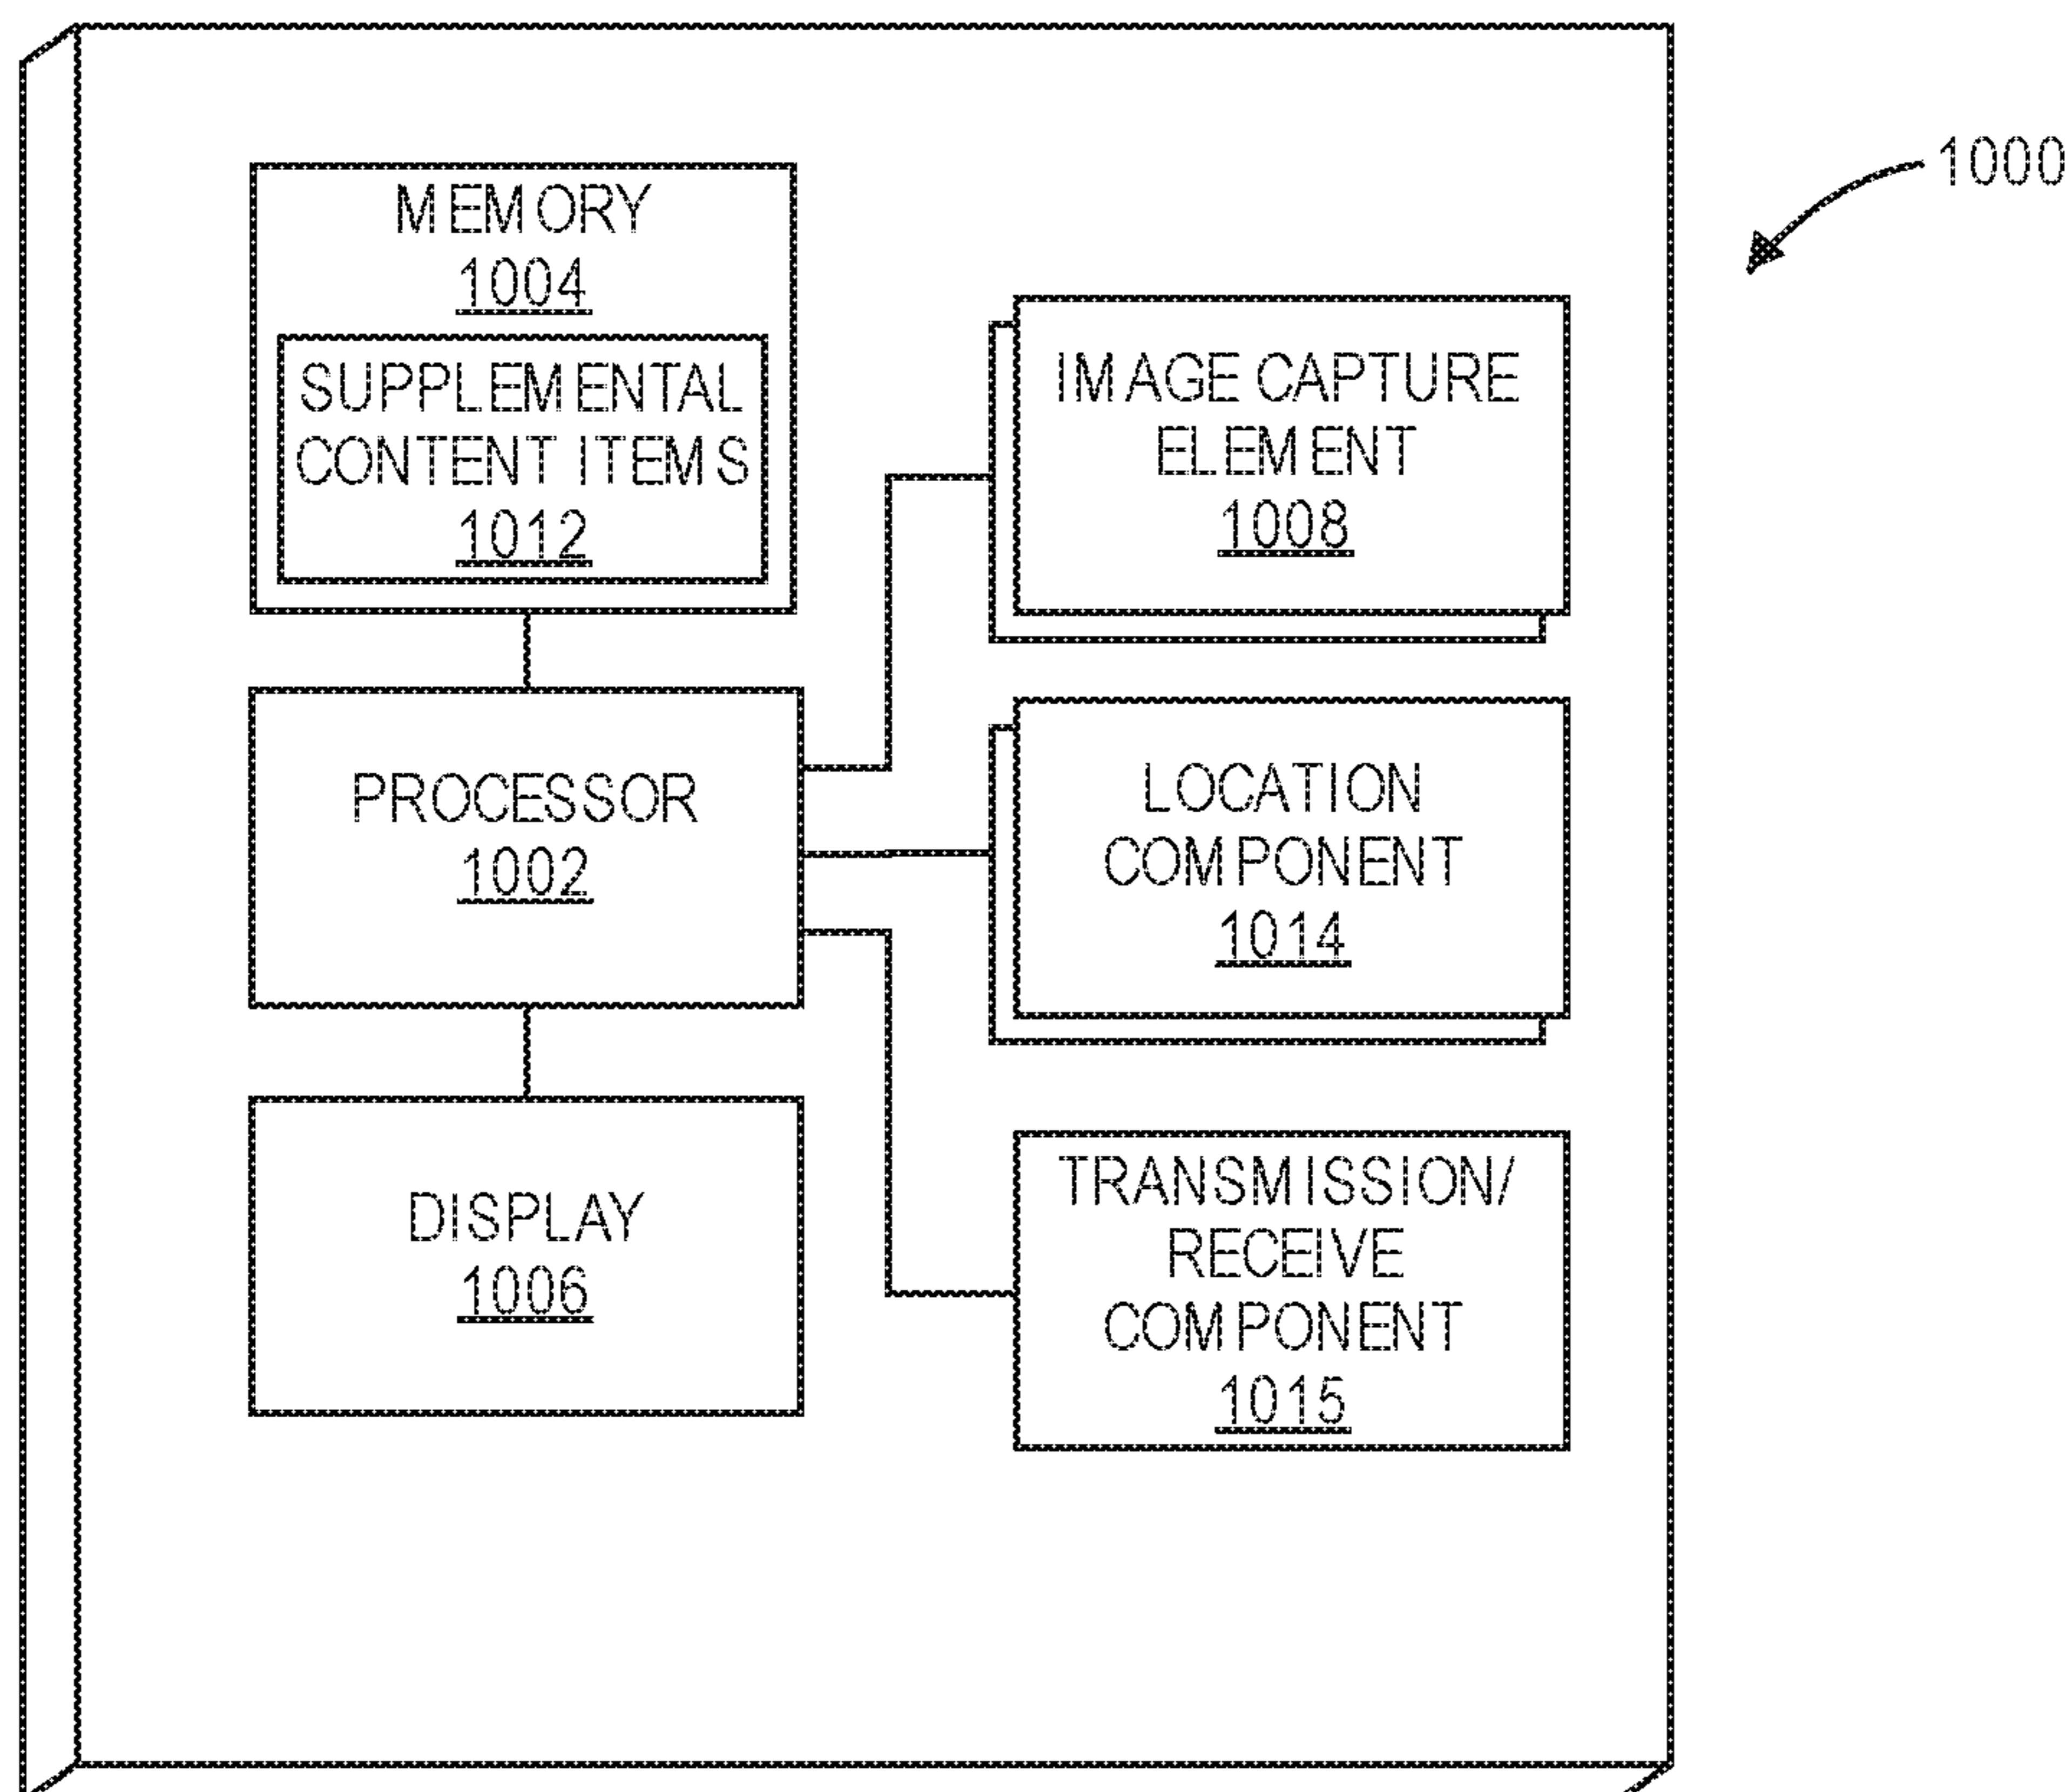 1000
MEMORY
1004
SUPPLEMENTAL
CONTENT ITEMS
1012
IMAGE CAPTURE
ELEMENT
1008
PROCESSOR
1002
LOCATION
COMPONENT
1014
DISPLAY
1006
TRANSMISSION/
RECEIVE
COMPONENT
1015